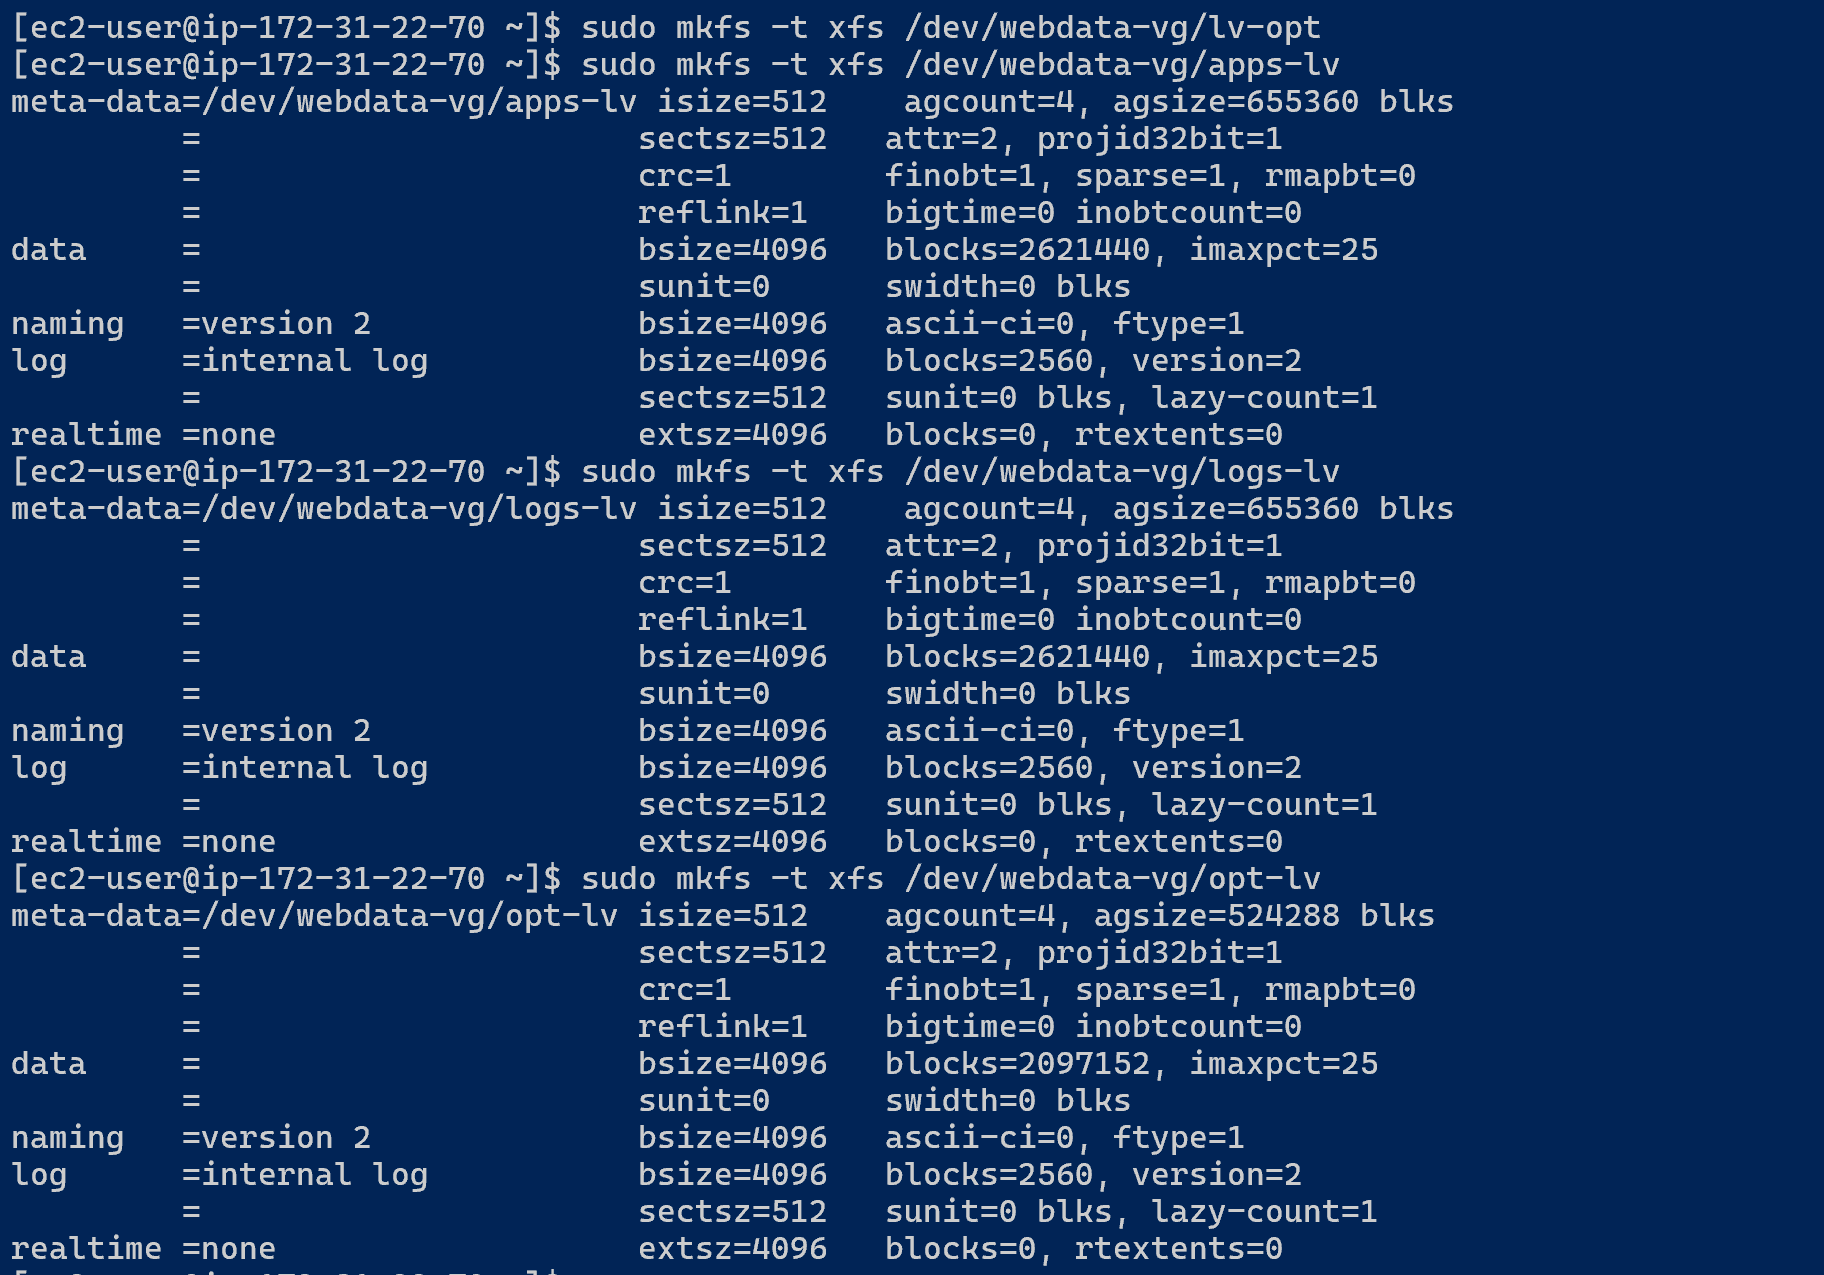 [ec2-user@ip-172-31-22-70 ~]$ sudo mkfs -t xfs /dev/webdata-vg/lv-opt
[ec2-user@ip-172-31-22-70 ~]$ sudo mkfs -t xfs /dev/webdata-vg/apps-lv
meta-data=/dev/webdata-vg/apps-lv isize=512    agcount=4, agsize=655360 blks
         =                       sectsz=512   attr=2, projid32bit=1
         =                       crc=1        finobt=1, sparse=1, rmapbt=0
         =                       reflink=1    bigtime=0 inobtcount=0
data     =                       bsize=4096   blocks=2621440, imaxpct=25
         =                       sunit=0      swidth=0 blks
naming   =version 2              bsize=4096   ascii-ci=0, ftype=1
log      =internal log           bsize=4096   blocks=2560, version=2
         =                       sectsz=512   sunit=0 blks, lazy-count=1
realtime =none                   extsz=4096   blocks=0, rtextents=0
[ec2-user@ip-172-31-22-70 ~]$ sudo mkfs -t xfs /dev/webdata-vg/logs-lv
meta-data=/dev/webdata-vg/logs-lv isize=512    agcount=4, agsize=655360 blks
         =                       sectsz=512   attr=2, projid32bit=1
         =                       crc=1        finobt=1, sparse=1, rmapbt=0
         =                       reflink=1    bigtime=0 inobtcount=0
data     =                       bsize=4096   blocks=2621440, imaxpct=25
         =                       sunit=0      swidth=0 blks
naming   =version 2              bsize=4096   ascii-ci=0, ftype=1
log      =internal log           bsize=4096   blocks=2560, version=2
         =                       sectsz=512   sunit=0 blks, lazy-count=1
realtime =none                   extsz=4096   blocks=0, rtextents=0
[ec2-user@ip-172-31-22-70 ~]$ sudo mkfs -t xfs /dev/webdata-vg/opt-lv
meta-data=/dev/webdata-vg/opt-lv isize=512    agcount=4, agsize=524288 blks
         =                       sectsz=512   attr=2, projid32bit=1
         =                       crc=1        finobt=1, sparse=1, rmapbt=0
         =                       reflink=1    bigtime=0 inobtcount=0
data     =                       bsize=4096   blocks=2097152, imaxpct=25
         =                       sunit=0      swidth=0 blks
naming   =version 2              bsize=4096   ascii-ci=0, ftype=1
log      =internal log           bsize=4096   blocks=2560, version=2
         =                       sectsz=512   sunit=0 blks, lazy-count=1
realtime =none                   extsz=4096   blocks=0, rtextents=0